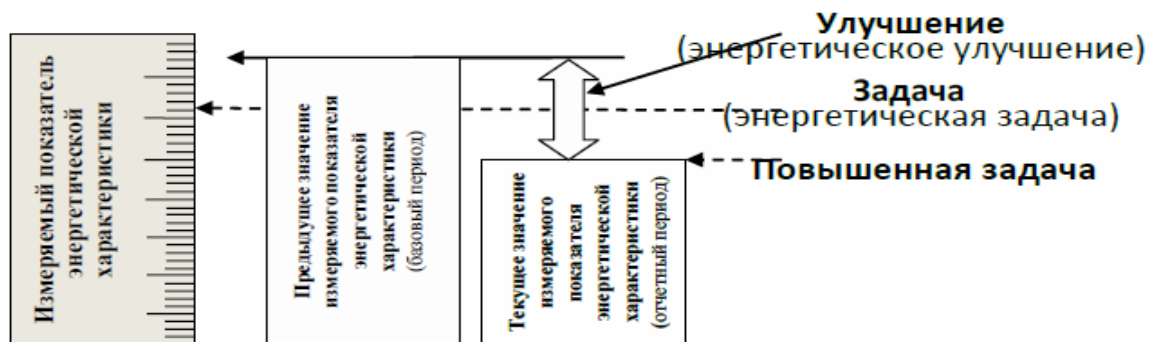 Измеряемый показатель
энергетической
характеристики
Предыдущее значение
измеряемого показателя
энергетической
характеристики
(базовый период)
Текущее значение
измеряемого
показателя
энергетической
характеристики
(отчетный период)
Улучшение
(энергетическое улучшение)
Задача
(энергетическая задача)
Повышенная задача